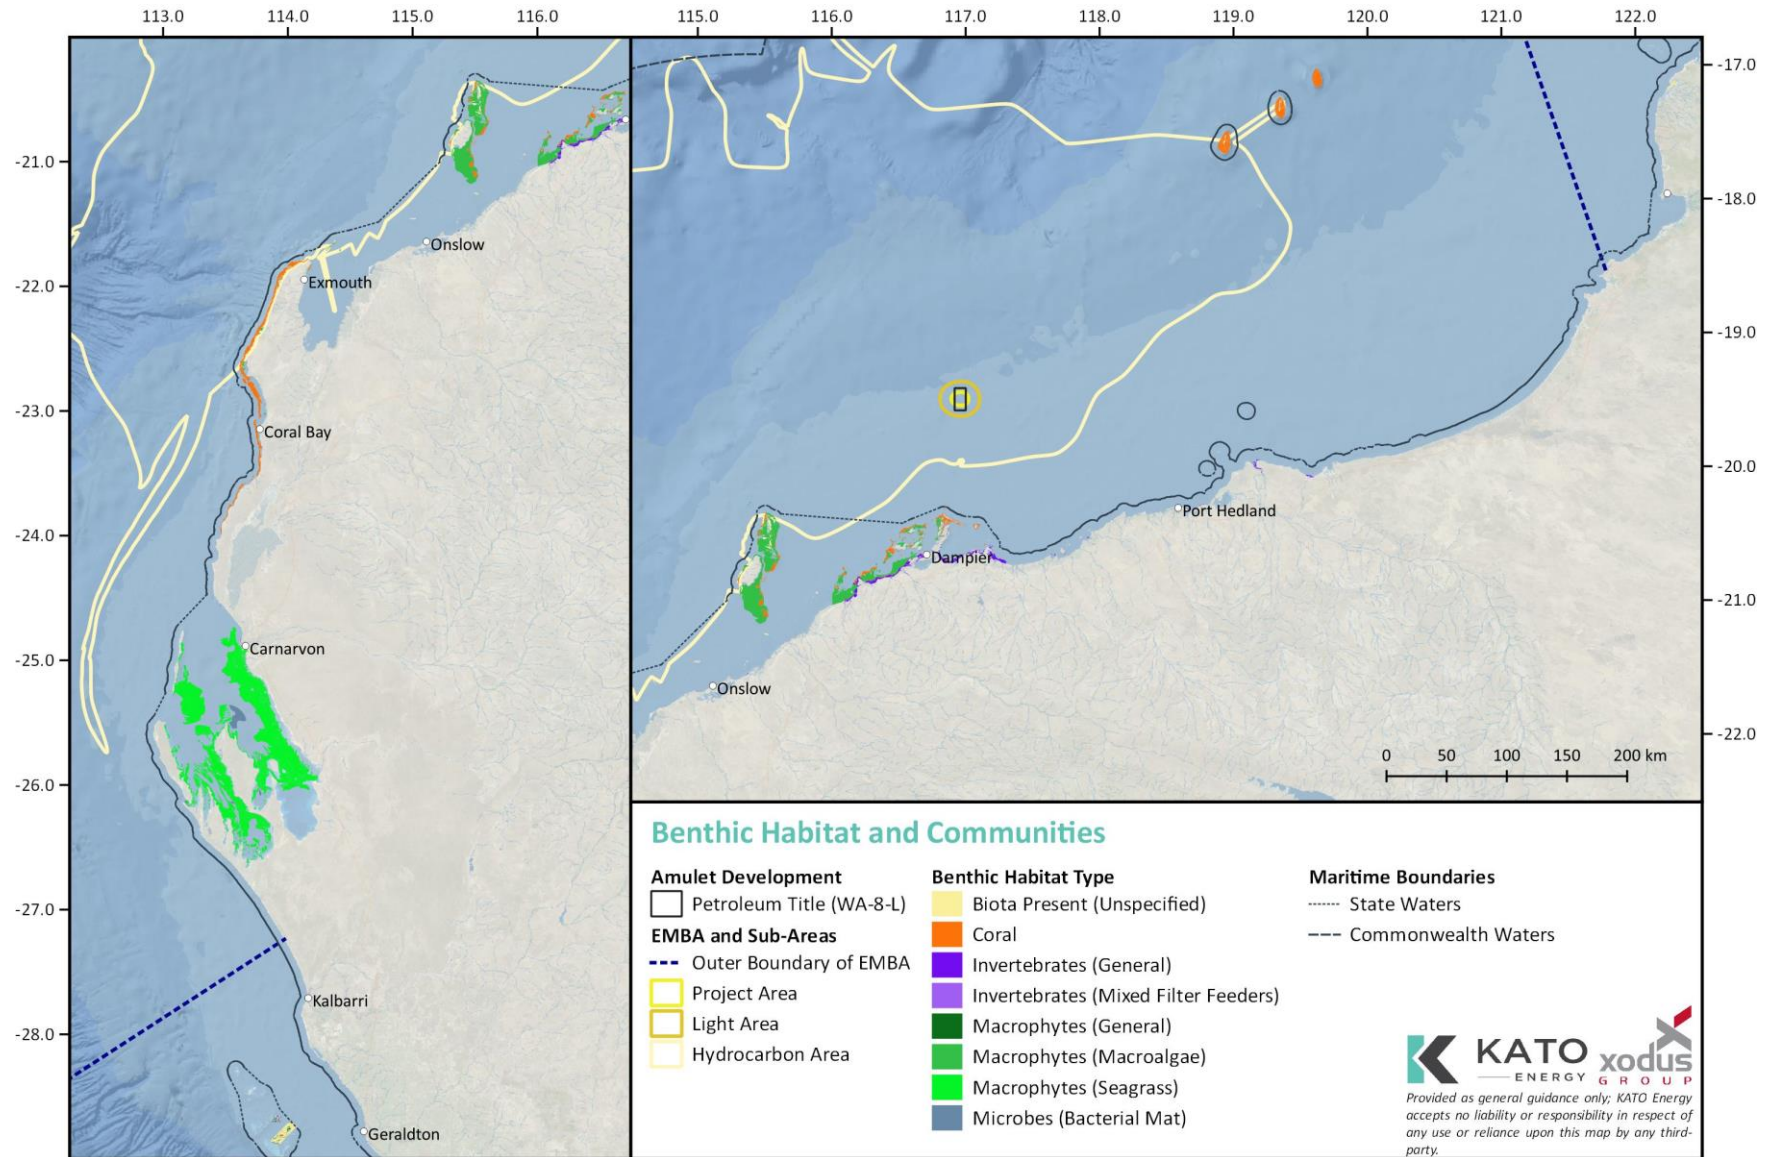 113.0 114.0 115.0 116.0 115.0 116.0 117.0 118.0 119.0 120.0 121.0 122.0
-17.0
-18.0
-19.0
-20.0
-21.0
-22.0
-21.0
-22.0
-23.0
-24.0
-25.0
-26.0
-27.0
-28.0
Onslow
Exmouth
Coral Bay
Carnarvon
Kalbarri
Geraldton
Port Hedland
Dampier
Onslow
0 50 100 150 200 km
Benthic Habitat and Communities
Amulet Development
Petroleum Title (WA-8-L)
EMBA and Sub-Areas
Outer Boundary of EMBA
Project Area
Light Area
Hydrocarbon Area
Benthic Habitat Type
Biota Present (Unspecified)
Coral
Invertebrates (General)
Invertebrates (Mixed Filter Feeders)
Macrophytes (General)
Macrophytes (Macroalgae)
Macrophytes (Seagrass)
Microbes (Bacterial Mat)
Maritime Boundaries
State Waters
Commonwealth Waters
KATO
ENERGY
xodus
GROUP
Provided as general guidance only; KATO Energy
accepts no liability or responsibility in respect of
any use or reliance upon this map by any third-
party.